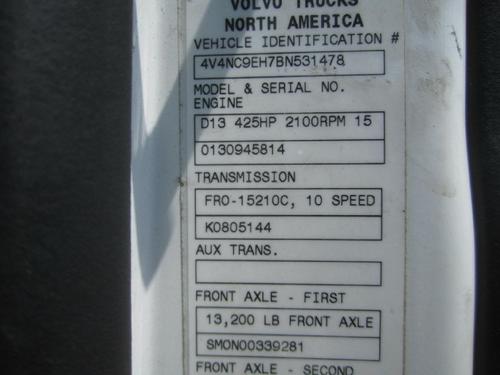 VOLVO TRUCKS
NORTH AMERICA
VEHICLE IDENTIFICATION #
4V4NC9EH7BN531478
MODEL & SERIAL NO.
ENGINE
D13 425HP 2100RPM 15
0130945814
TRANSMISSION
FRO-15210C, 10 SPEED
K0805144
AUX TRANS.
FRONT AXLE - FIRST
13,200 LB FRONT AXLE
SMON00339281
FRONT AXLE - SECOND